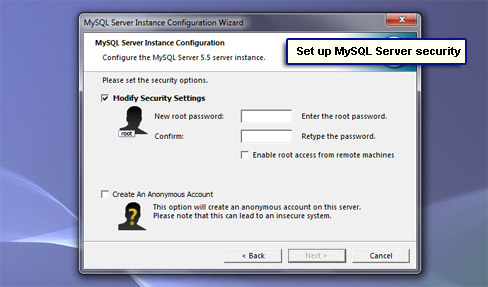 MySQL Server Instance Configuration Wizard
MySQL Server Instance Configuration
Configure the MySQL Server 5.5 server instance.
Set up MySQL Server security
Please set the security options.
Modify Security Settings
root
New root password: Enter the root password.
Confirm: Retype the password.
Enable root access from remote machines
Create An Anonymous Account
?
This option will create an anonymous account on this server.
Please note that this can lead to an insecure system.
< Back Next > Cancel